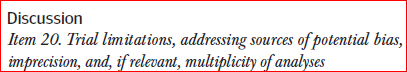 Discussion
Item 20. Trial limitations, addressing sources of potential bias,
imprecision, and, if relevant, multiplicity of analyses